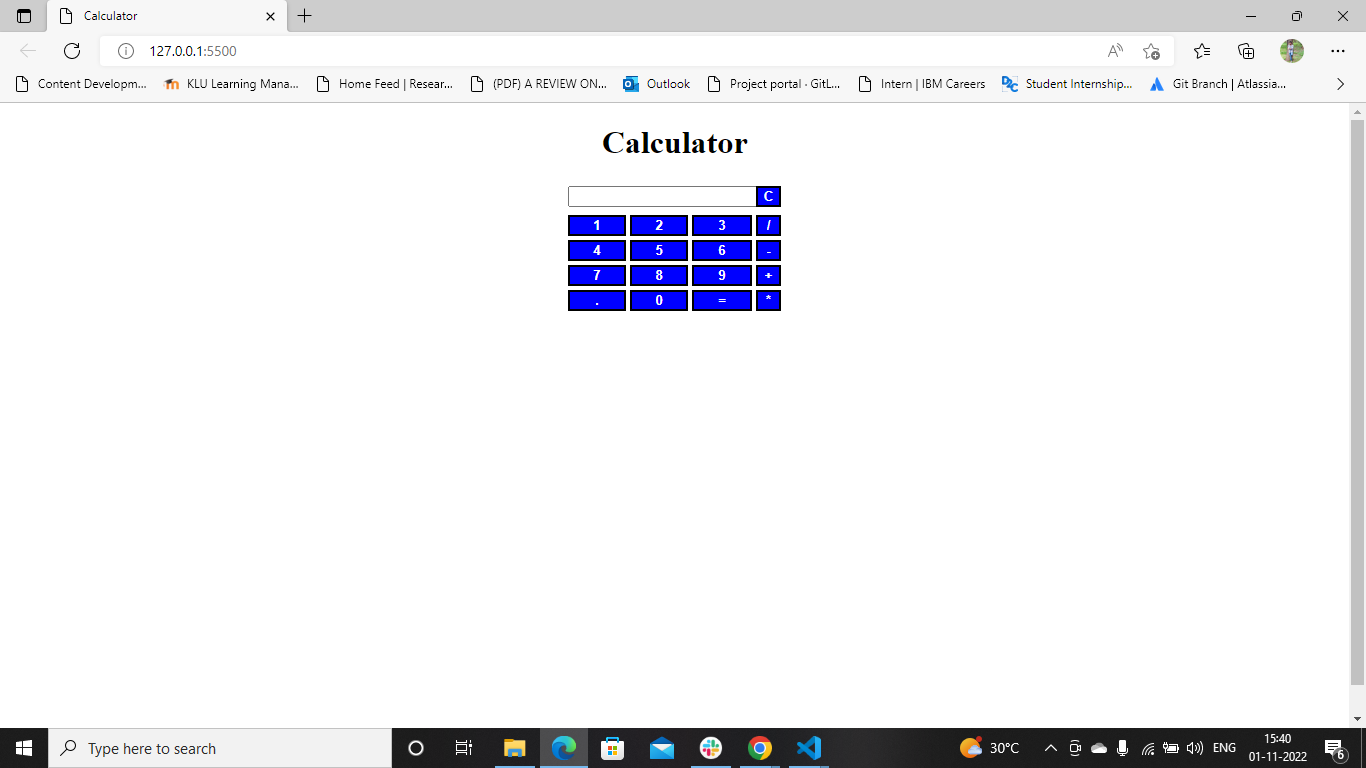 Calculator
127.0.0.1:5500
Content Developm... KLU Learning Mana... Home Feed | Resear... (PDF) A REVIEW ON... Outlook Project portal · GitL... Intern | IBM Careers Student Internship... Git Branch | Atlassia...
Calculator
C
1 2 3 /
4 5 6 -
7 8 9 +
. 0 = *
Type here to search
30°C
ENG
15:40
01-11-2022
6